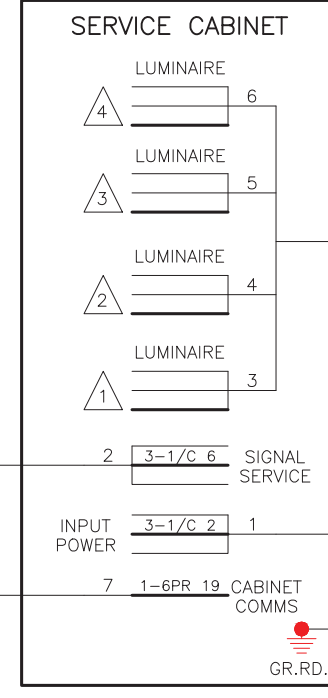 SERVICE CABINET
LUMINAIRE
4
6
LUMINAIRE
3
5
LUMINAIRE
2
4
LUMINAIRE
1
3
2
3-1/C 6
SIGNAL
SERVICE
INPUT
POWER
3-1/C 2
1
7
1-6PR 19
CABINET
COMMS
GR.RD.